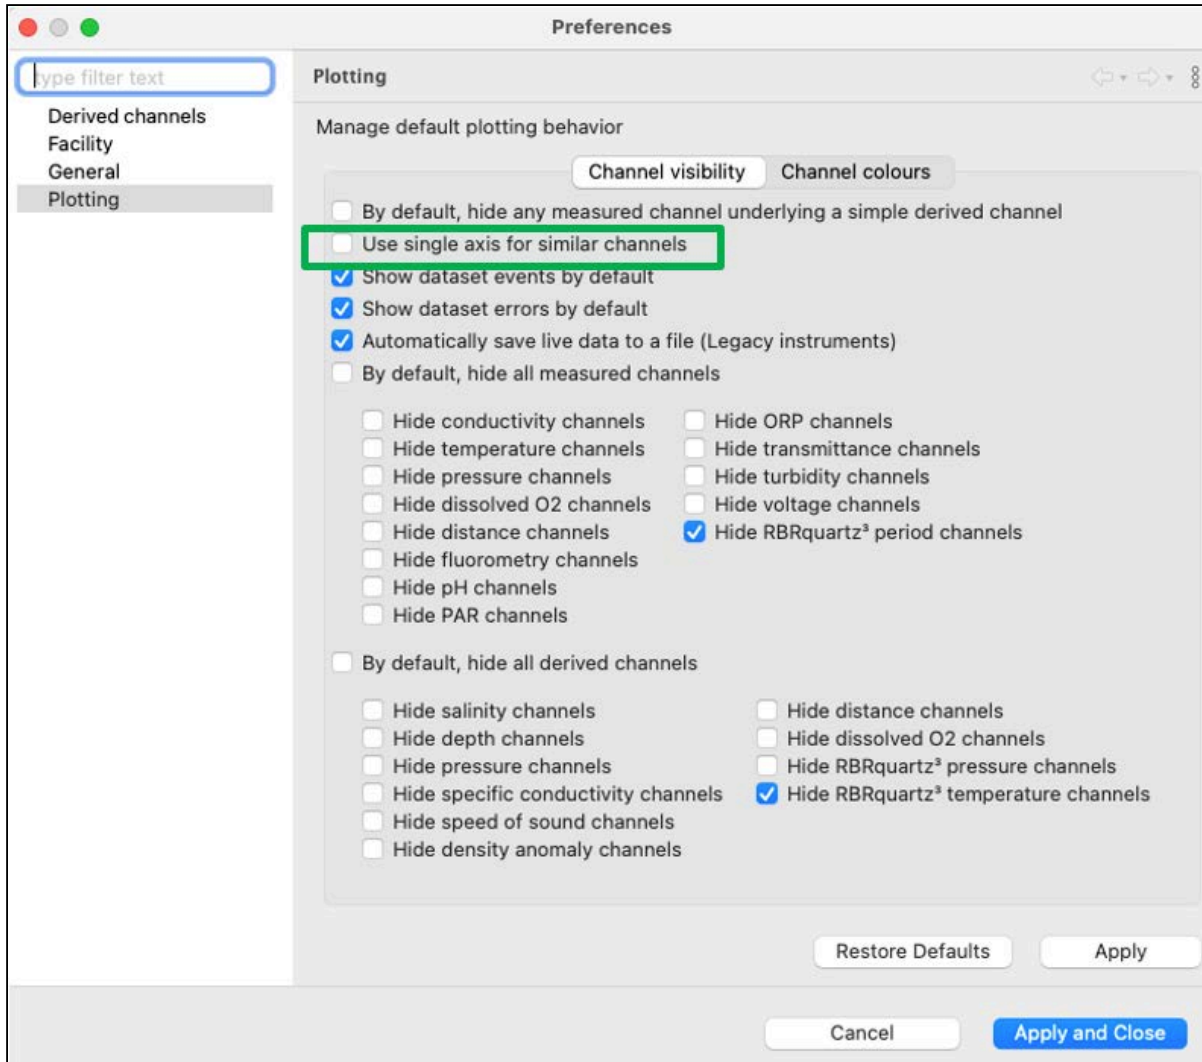 Preferences
type filter text
Derived channels
Facility
General
Plotting
Plotting
Manage default plotting behavior
Channel visibility
Channel colours
By default, hide any measured channel underlying a simple derived channel
Use single axis for similar channels
Show dataset events by default
Show dataset errors by default
Automatically save live data to a file (Legacy instruments)
By default, hide all measured channels
Hide conductivity channels
Hide temperature channels
Hide pressure channels
Hide dissolved O2 channels
Hide distance channels
Hide fluorometry channels
Hide pH channels
Hide PAR channels
Hide ORP channels
Hide transmittance channels
Hide turbidity channels
Hide voltage channels
Hide RBRquartz³ period channels
By default, hide all derived channels
Hide salinity channels
Hide depth channels
Hide pressure channels
Hide specific conductivity channels
Hide speed of sound channels
Hide density anomaly channels
Hide distance channels
Hide dissolved O2 channels
Hide RBRquartz³ pressure channels
Hide RBRquartz³ temperature channels
Restore Defaults
Apply
Cancel
Apply and Close